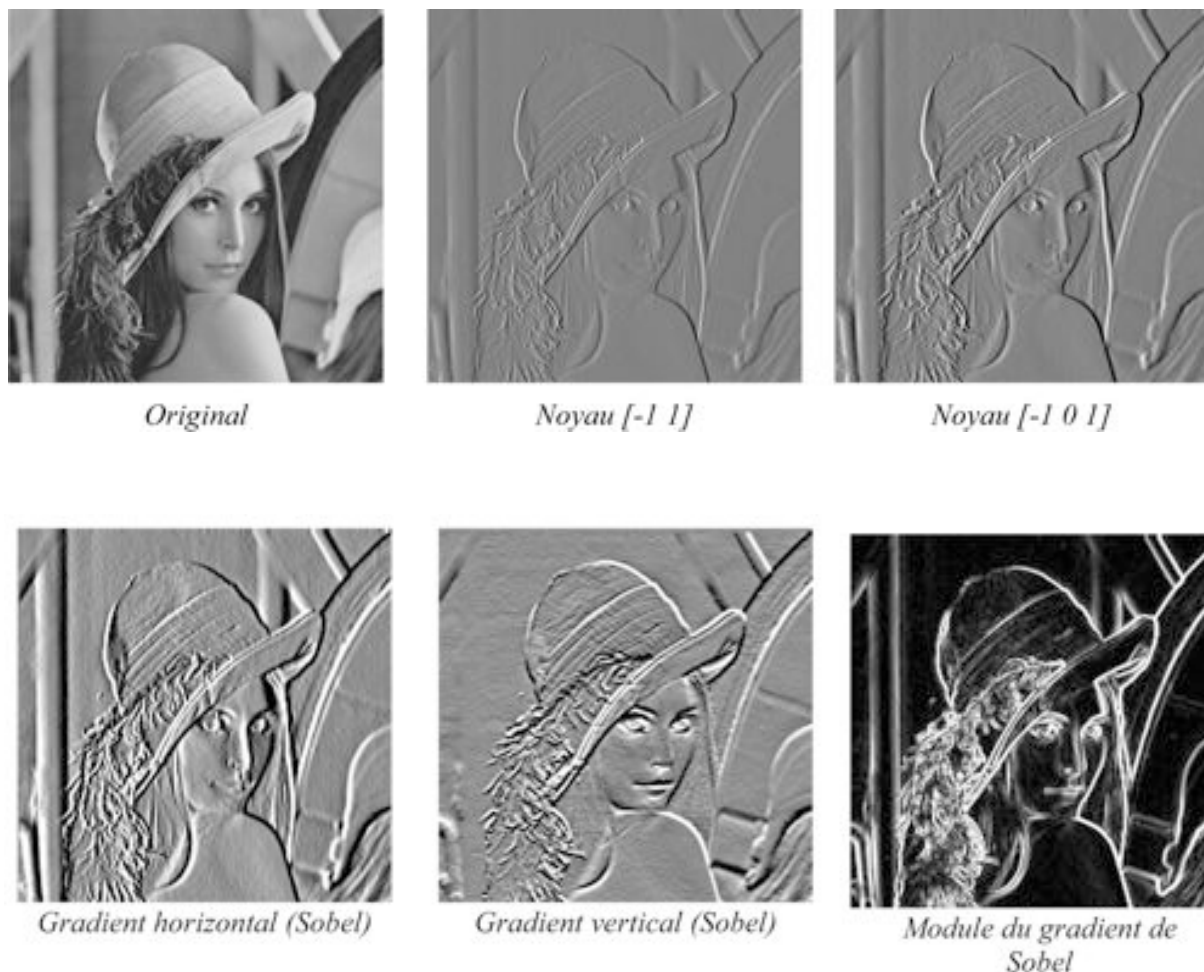 Original
Noyau [-1 1]
Noyau [-1 0 1]
Gradient horizontal (Sobel)
Gradient vertical (Sobel)
Module du gradient de
Sobel